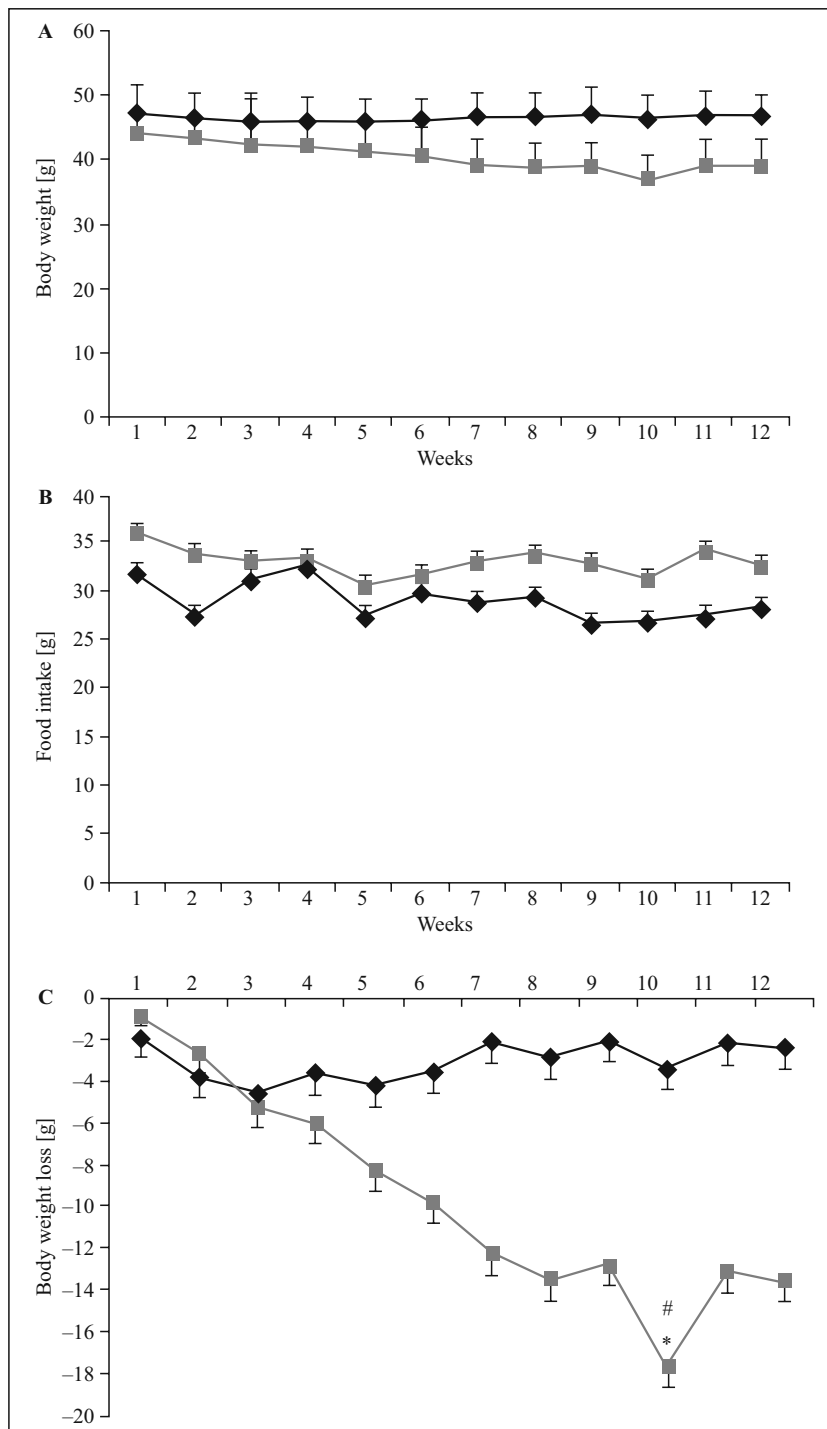 A
60
50
40
30
20
10
0
Body weight [g]
1 2 3 4 5 6 7 8 9 10 11 12
Weeks
B
40
35
30
25
20
15
10
5
0
Food intake [g]
1 2 3 4 5 6 7 8 9 10 11 12
Weeks
C
1 2 3 4 5 6 7 8 9 10 11 12
0
–2
–4
–6
–8
–10
–12
–14
–16
–18
–20
Body weight loss [g]
#
*